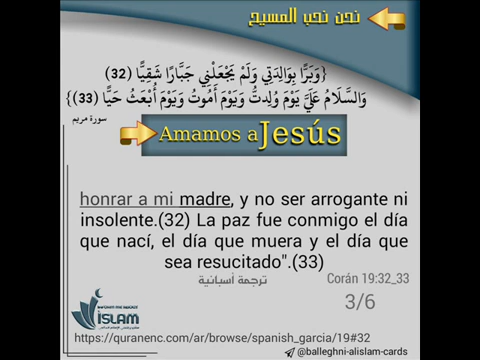 نحن نحب المسيح
{وَبَرًّا بِوَالِدَتِي وَلَمْ يَجْعَلْنِي جَبَّارًا شَقِيًّا (32)
وَالسَّلَامُ عَلَيَّ يَوْمَ وُلِدتُّ وَيَوْمَ أَمُوتُ وَيَوْمَ أُبْعَثُ حَيًّا (33)}
سورة مريم
Amamos a Jesús
honrar a mi madre, y no ser arrogante ni
insolente.(32) La paz fue conmigo el día
que nací, el día que muera y el día que
sea resucitado".(33)
ترجمة أسبانية
Corán 19:32_33
3/6
ISLAM
https://quranenc.com/ar/browse/spanish_garcia/19#32
@balleghni-alislam-cards